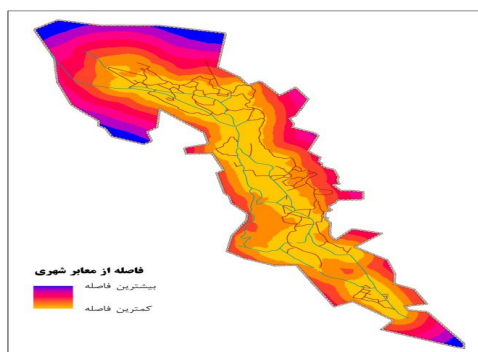 فاصله از معابر شهری
بیشترین فاصله
کمترین فاصله